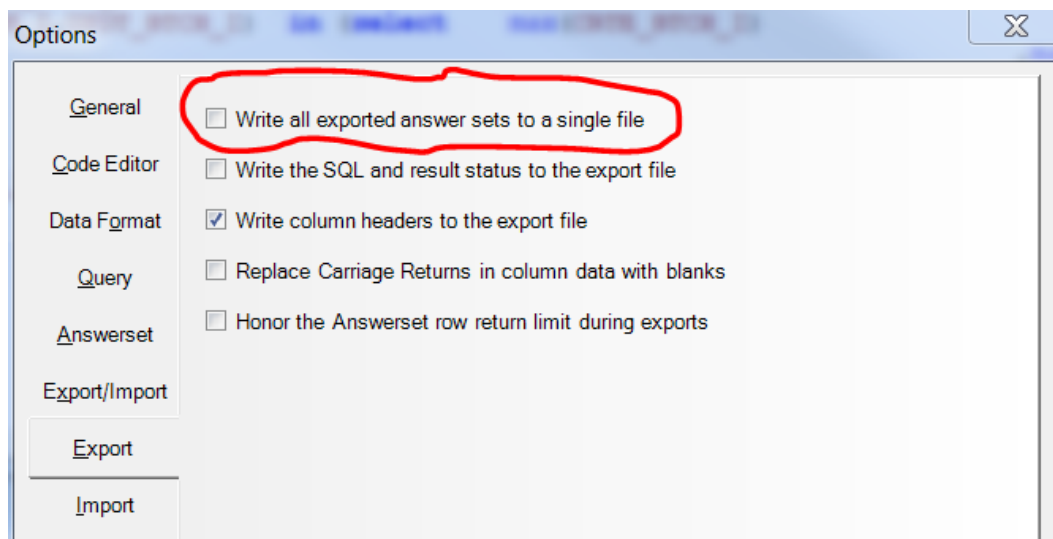 in (select
Options
General
Code Editor
Data Format
Query
Answerset
Export/Import
Export
Import
Write all exported answer sets to a single file
Write the SQL and result status to the export file
Write column headers to the export file
Replace Carriage Returns in column data with blanks
Honor the Answerset row return limit during exports